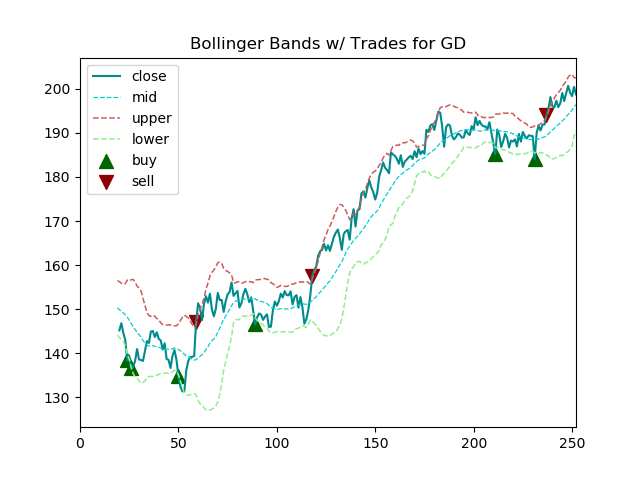 Bollinger Bands w/ Trades for GD
close
mid
upper
lower
buy
sell
200
190
180
170
160
150
140
130
0 50 100 150 200 250